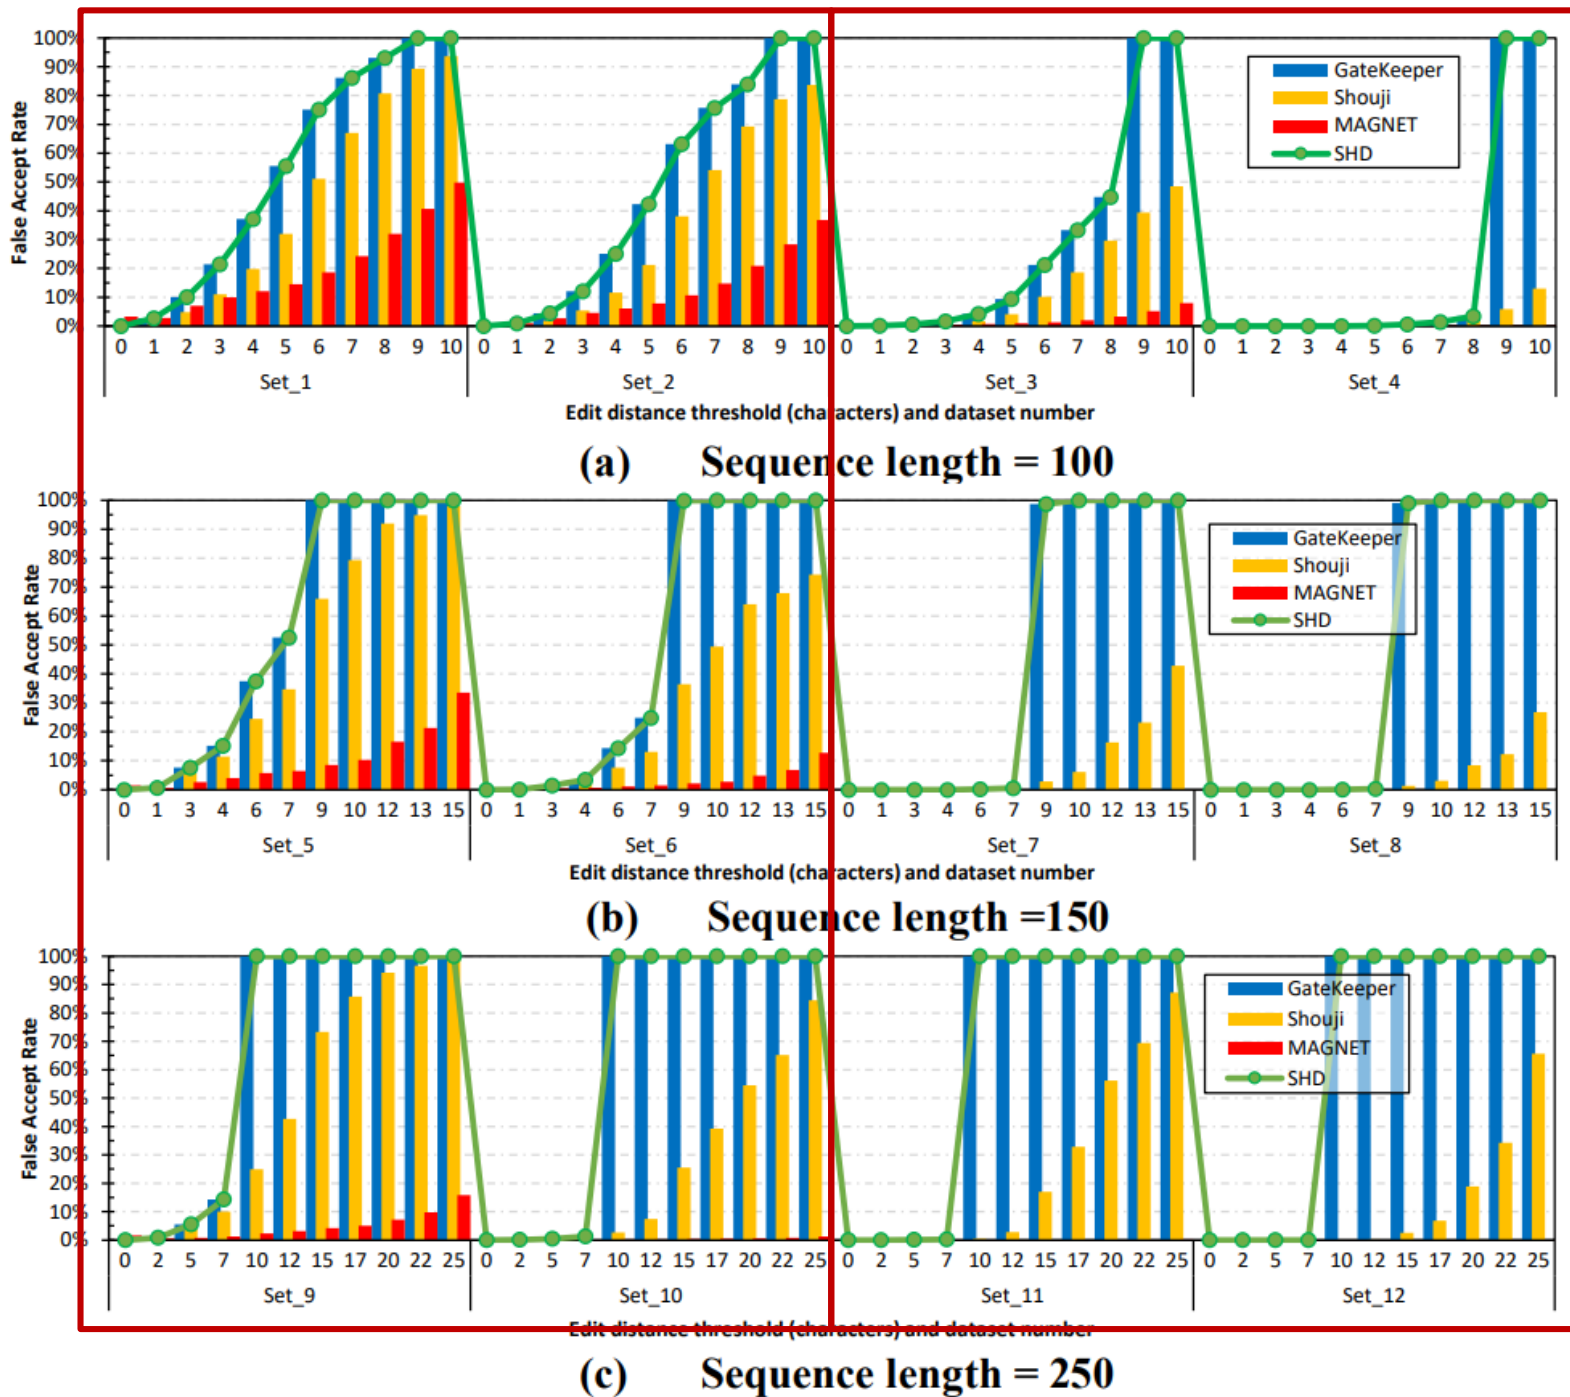 100%
90%
80%
70%
60%
50%
40%
30%
20%
10%
0%
False Accept Rate
GateKeeper
Shouji
MAGNET
SHD
0 1 2 3 4 5 6 7 8 9 10 0 1 2 3 4 5 6 7 8 9 10 0 1 2 3 4 5 6 7 8 9 10 0 1 2 3 4 5 6 7 8 9 10
Set_1 Set_2 Set_3 Set_4
Edit distance threshold (characters) and dataset number
(a) Sequence length = 100
100%
90%
80%
70%
60%
50%
40%
30%
20%
10%
0%
False Accept Rate
GateKeeper
Shouji
MAGNET
SHD
0 1 3 4 6 7 9 10 12 13 15 0 1 3 4 6 7 9 10 12 13 15 0 1 3 4 6 7 9 10 12 13 15 0 1 3 4 6 7 9 10 12 13 15
Set_5 Set_6 Set_7 Set_8
Edit distance threshold (characters) and dataset number
(b) Sequence length =150
100%
90%
80%
70%
60%
50%
40%
30%
20%
10%
0%
False Accept Rate
GateKeeper
Shouji
MAGNET
SHD
0 2 5 7 10 12 15 17 20 22 25 0 2 5 7 10 12 15 17 20 22 25 0 2 5 7 10 12 15 17 20 22 25 0 2 5 7 10 12 15 17 20 22 25
Set_9 Set_10 Set_11 Set_12
Edit distance threshold (characters) and dataset number
(c) Sequence length = 250